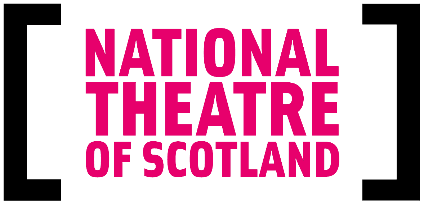 NATIONAL
THEATRE
OF SCOTLAND